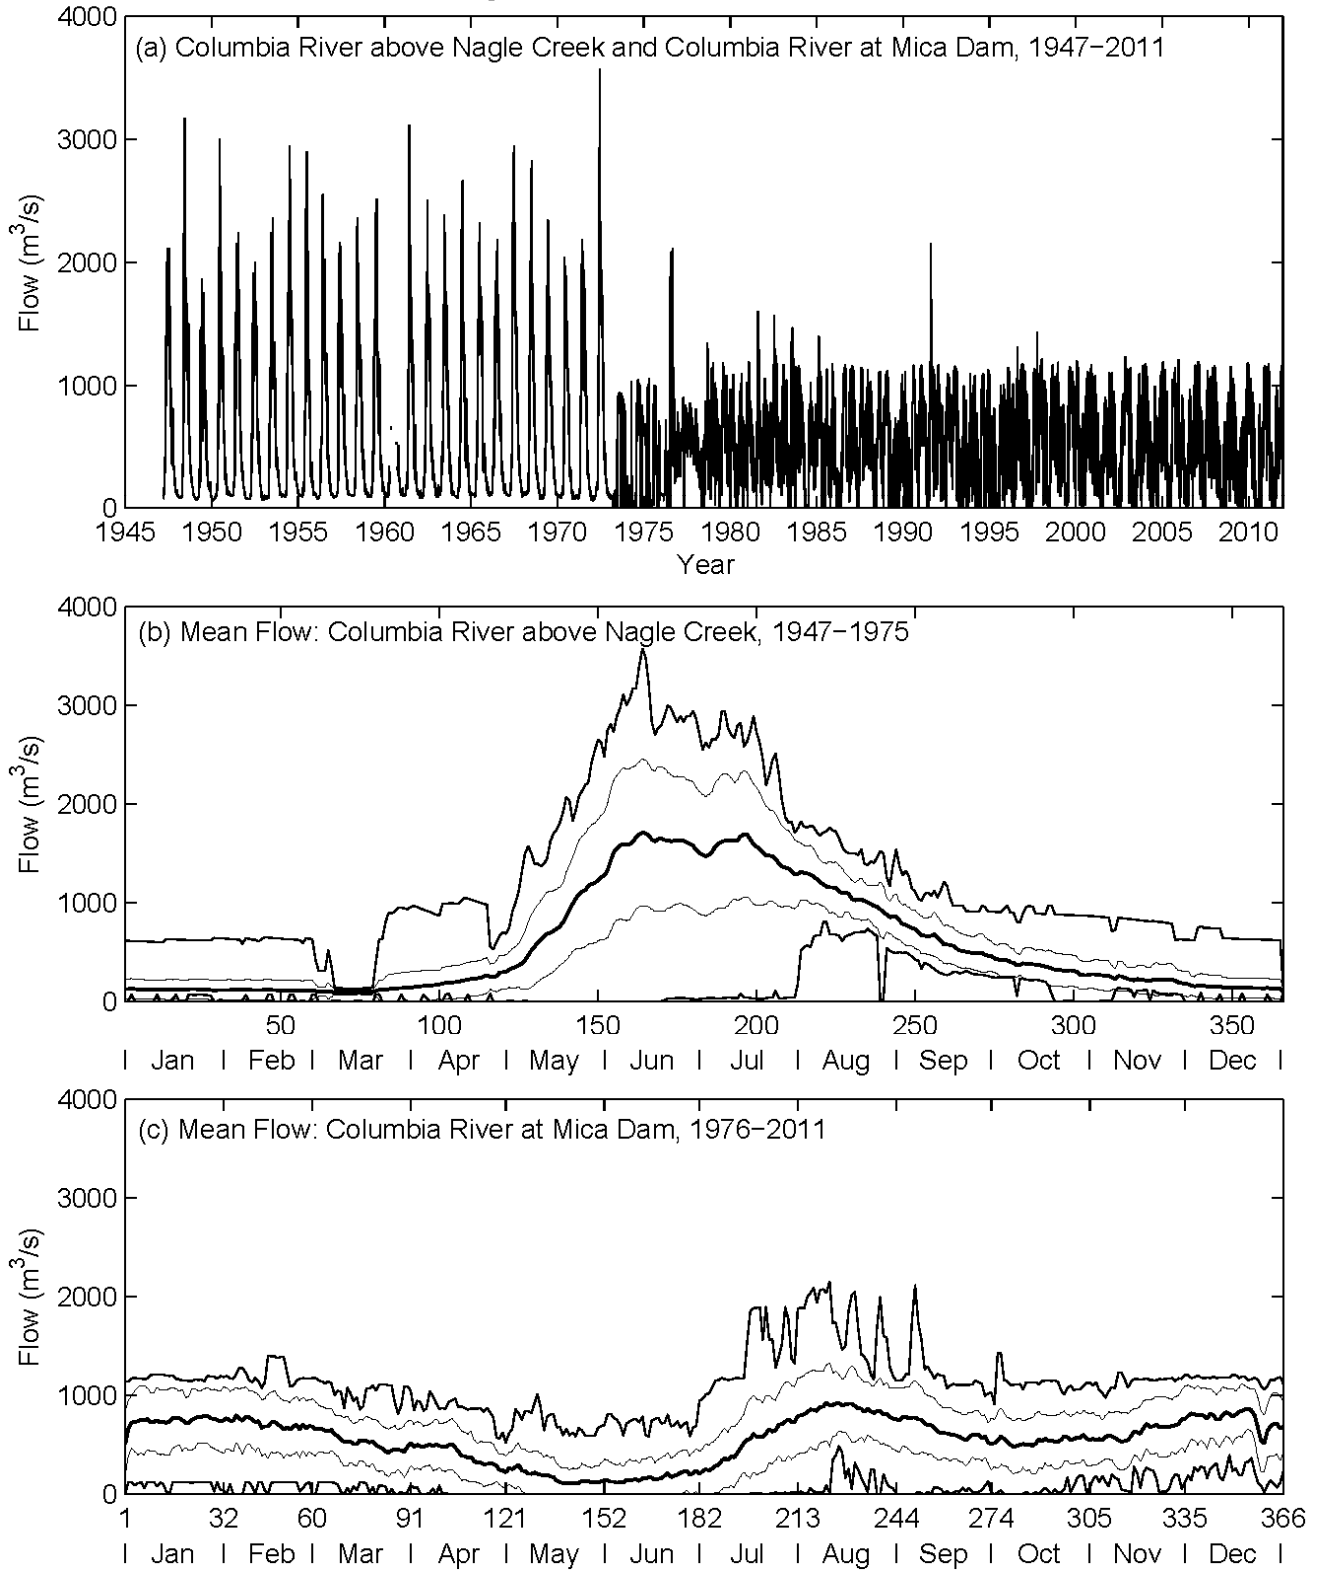 4000
(a) Columbia River above Nagle Creek and Columbia River at Mica Dam, 1947−2011
3000
2000
1000
0
Flow (m³/s)
1945 1950 1955 1960 1965 1970 1975 1980 1985 1990 1995 2000 2005 2010
Year
4000
(b) Mean Flow: Columbia River above Nagle Creek, 1947−1975
3000
2000
1000
0
Flow (m³/s)
50 100 150 200 250 300 350
I Jan I Feb I Mar I Apr I May I Jun I Jul I Aug I Sep I Oct I Nov I Dec I
4000
(c) Mean Flow: Columbia River at Mica Dam, 1976−2011
3000
2000
1000
0
Flow (m³/s)
1 32 60 91 121 152 182 213 244 274 305 335 366
I Jan I Feb I Mar I Apr I May I Jun I Jul I Aug I Sep I Oct I Nov I Dec I